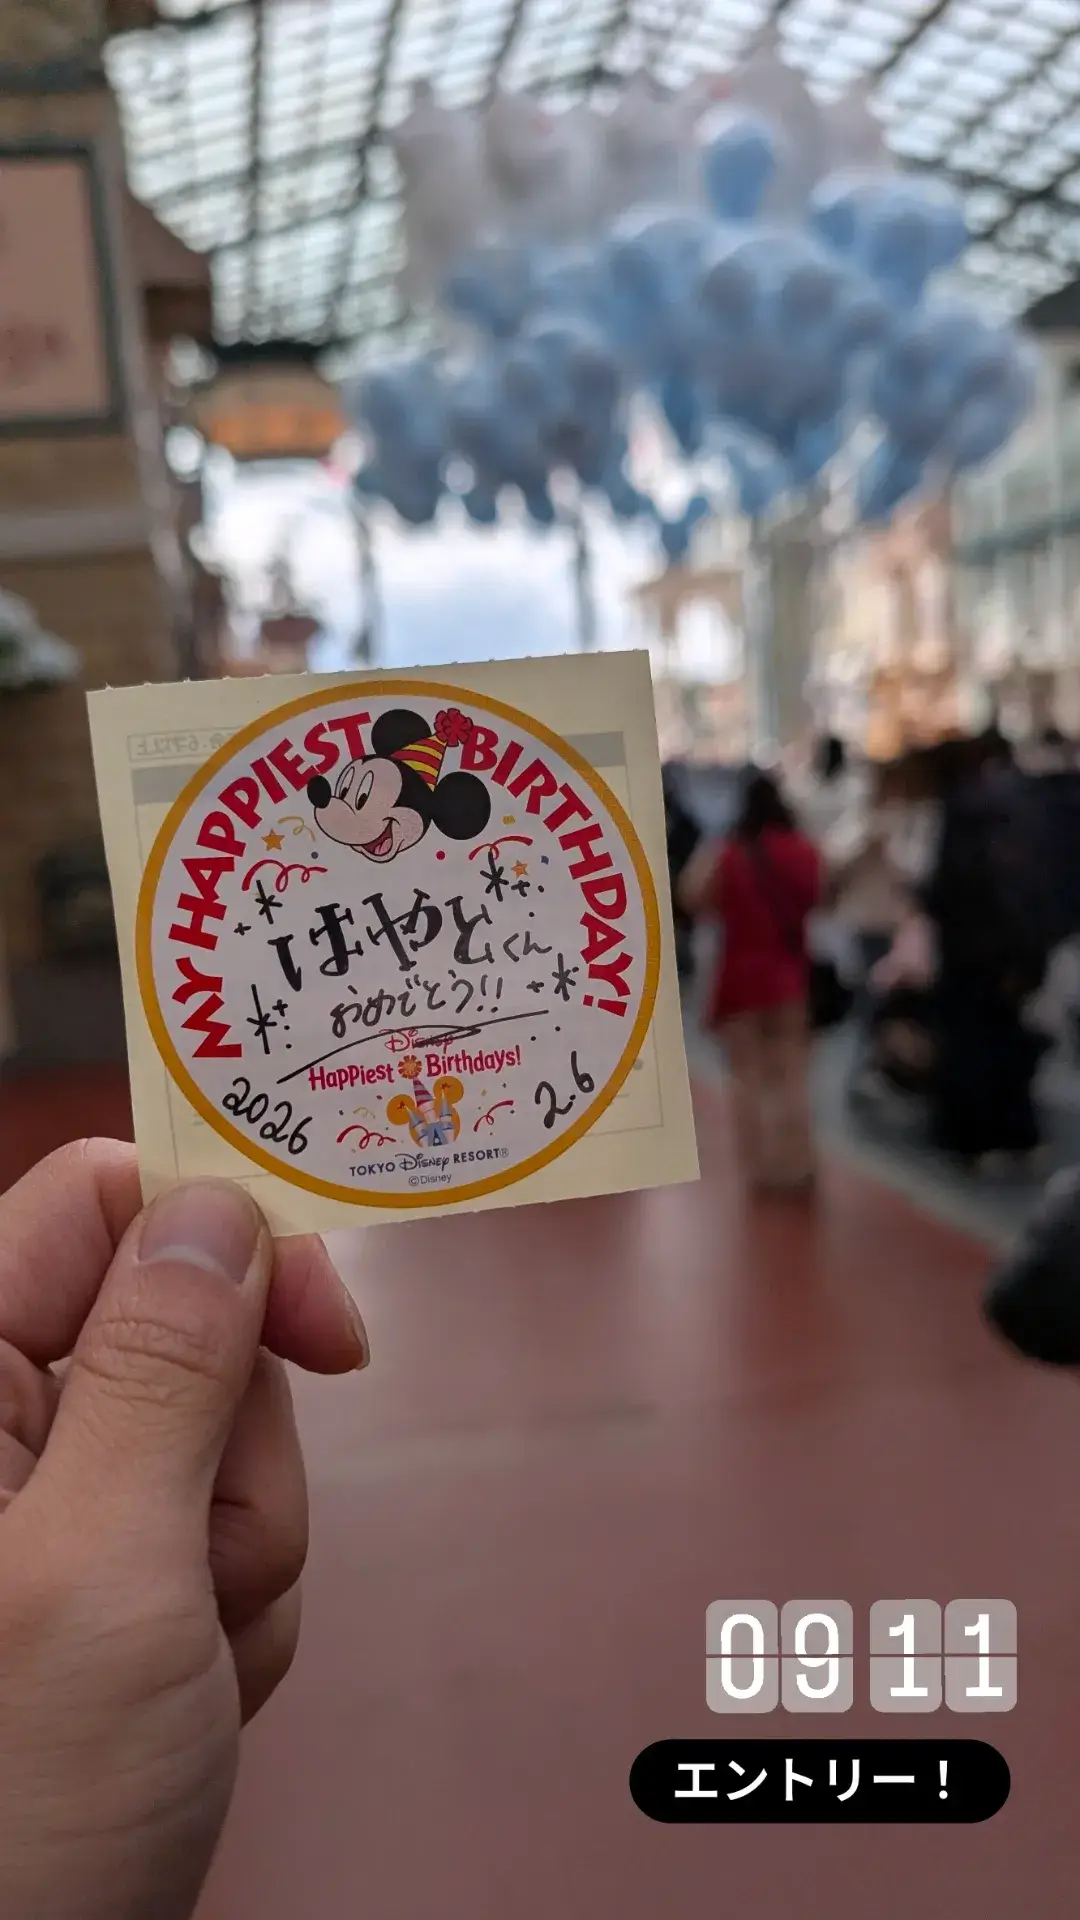 MY HAPPIEST BIRTHDAY!
はやとくん
おめでとう!!
Disney
Happiest Birthdays!
2026 2.6
TOKYO Disney RESORT®
©Disney
09 11
エントリー！